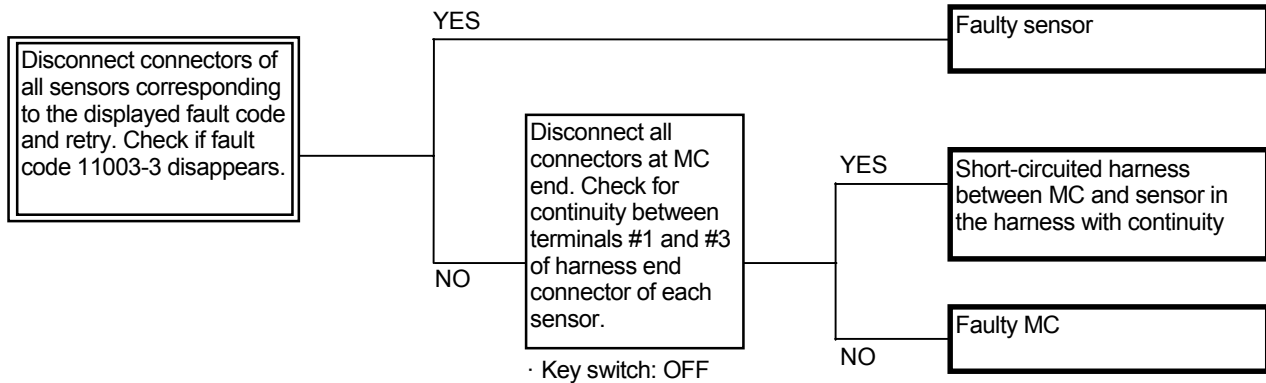 Disconnect connectors of
all sensors corresponding
to the displayed fault code
and retry. Check if fault
code 11003-3 disappears.
YES
Faulty sensor
NO
Disconnect all
connectors at MC
end. Check for
continuity between
terminals #1 and #3
of harness end
connector of each
sensor.
· Key switch: OFF
YES
Short-circuited harness
between MC and sensor in
the harness with continuity
NO
Faulty MC